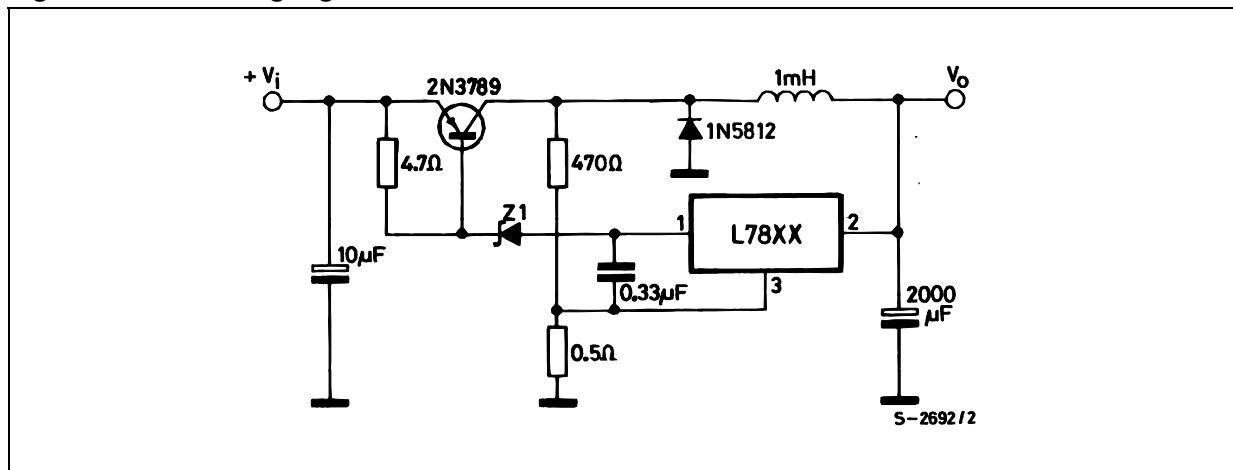 + Vi
2N3789
1mH
Vo
4.7Ω
470Ω
1N5812
Z1
1
L78XX
2
10µF
0.33µF
3
2000
µF
0.5Ω
S-2692/2